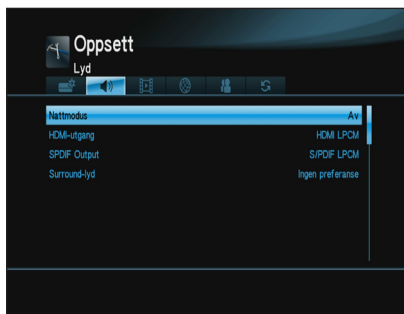 Oppsett
Lyd
Nattmodus Av
HDMI-utgang HDMI LPCM
SPDIF Output S/PDIF LPCM
Surround-lyd Ingen preferanse